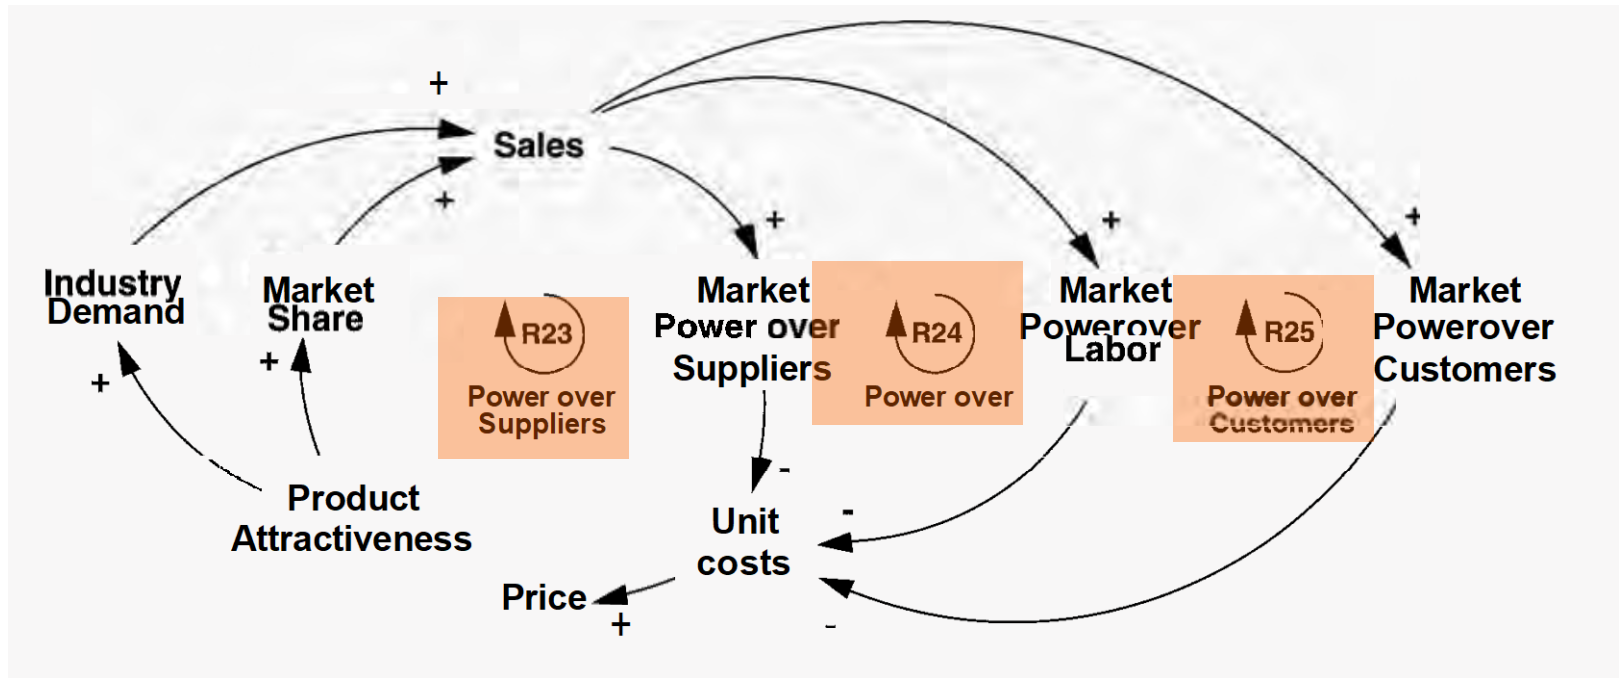 +
Sales
+
+
+
+
Industry
Demand
Market
Share
+
+
R23
Power over
Suppliers
Market
Power over
Suppliers
R24
Power over
Market
Powerover
Labor
R25
Power over
Customers
Market
Powerover
Customers
Product
Attractiveness
-
Unit
costs
-
-
Price
+